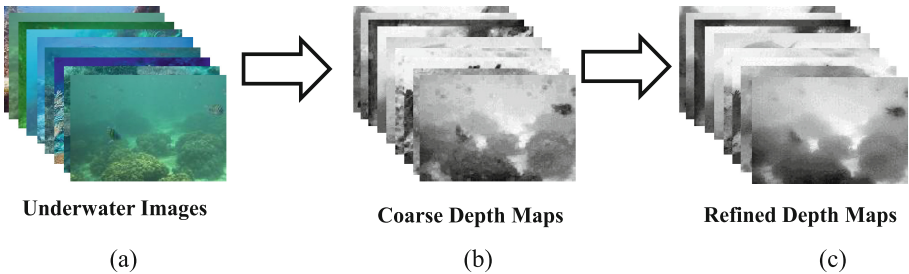 Underwater Images
Coarse Depth Maps
Refined Depth Maps
(a)
(b)
(c)